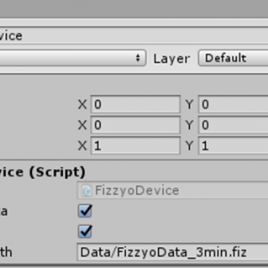 vice
Layer Default
X 0 Y 0
X 0 Y 0
X 1 Y 1
vice (Script)
FizzyoDevice
a
th Data/FizzyoData_3min.fiz